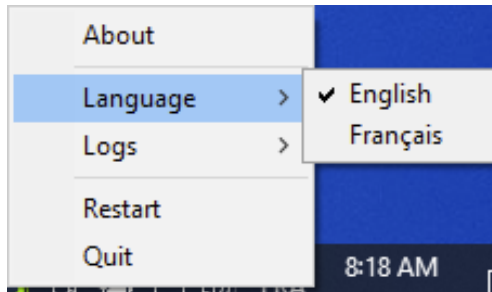 About
Language
English
Français
Logs
Restart
Quit
8:18 AM